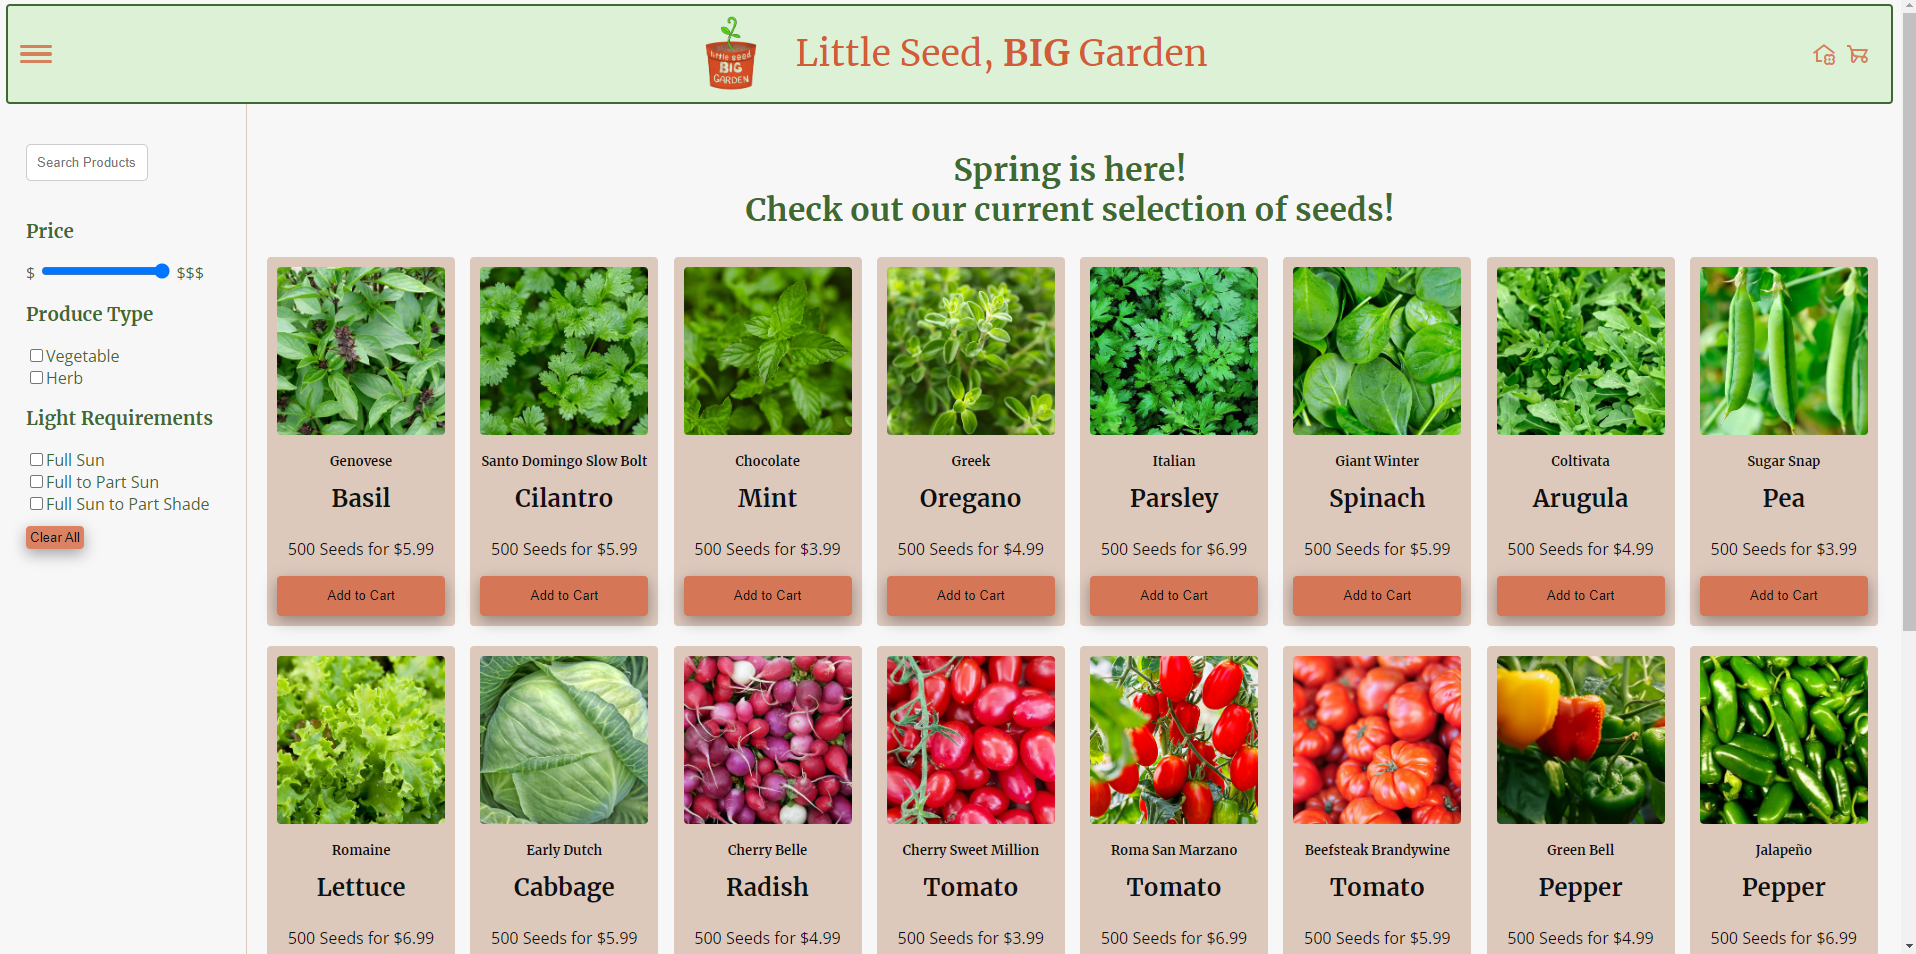 little seed
BIG
GARDEN
Little Seed, BIG Garden
Search Products
Price
$ $$$
Produce Type
Vegetable
Herb
Light Requirements
Full Sun
Full to Part Sun
Full Sun to Part Shade
Clear All
Spring is here!
Check out our current selection of seeds!
Genovese
Basil
500 Seeds for $5.99
Add to Cart
Santo Domingo Slow Bolt
Cilantro
500 Seeds for $5.99
Add to Cart
Chocolate
Mint
500 Seeds for $3.99
Add to Cart
Greek
Oregano
500 Seeds for $4.99
Add to Cart
Italian
Parsley
500 Seeds for $6.99
Add to Cart
Giant Winter
Spinach
500 Seeds for $5.99
Add to Cart
Coltivata
Arugula
500 Seeds for $4.99
Add to Cart
Sugar Snap
Pea
500 Seeds for $3.99
Add to Cart
Romaine
Lettuce
500 Seeds for $6.99
Early Dutch
Cabbage
500 Seeds for $5.99
Cherry Belle
Radish
500 Seeds for $4.99
Cherry Sweet Million
Tomato
500 Seeds for $3.99
Roma San Marzano
Tomato
500 Seeds for $6.99
Beefsteak Brandywine
Tomato
500 Seeds for $5.99
Green Bell
Pepper
500 Seeds for $4.99
Jalapeño
Pepper
500 Seeds for $6.99